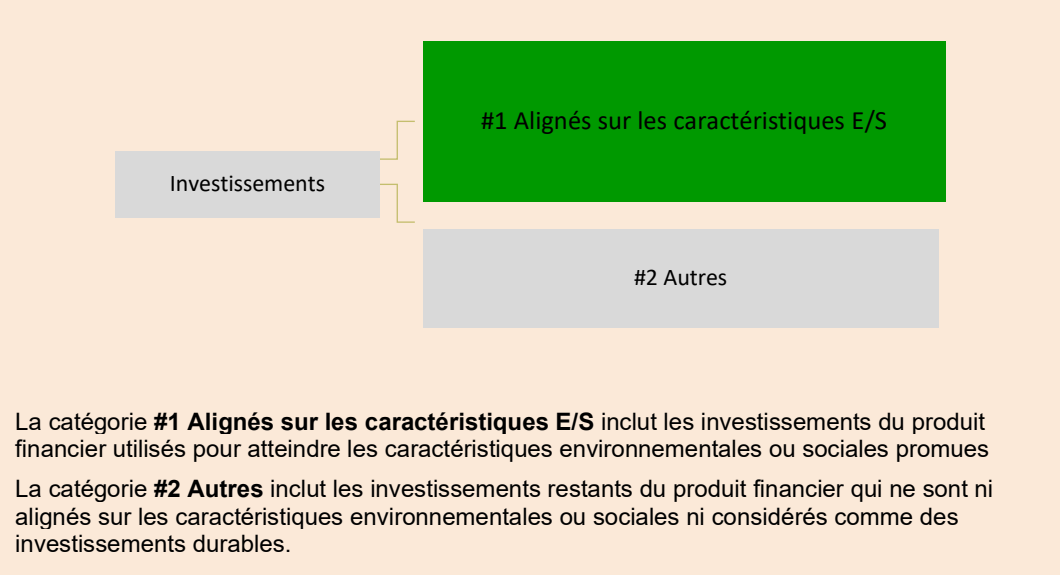 #1 Alignés sur les caractéristiques E/S
Investissements
#2 Autres
La catégorie #1 Alignés sur les caractéristiques E/S inclut les investissements du produit
financier utilisés pour atteindre les caractéristiques environnementales ou sociales promues
La catégorie #2 Autres inclut les investissements restants du produit financier qui ne sont ni
alignés sur les caractéristiques environnementales ou sociales ni considérés comme des
investissements durables.